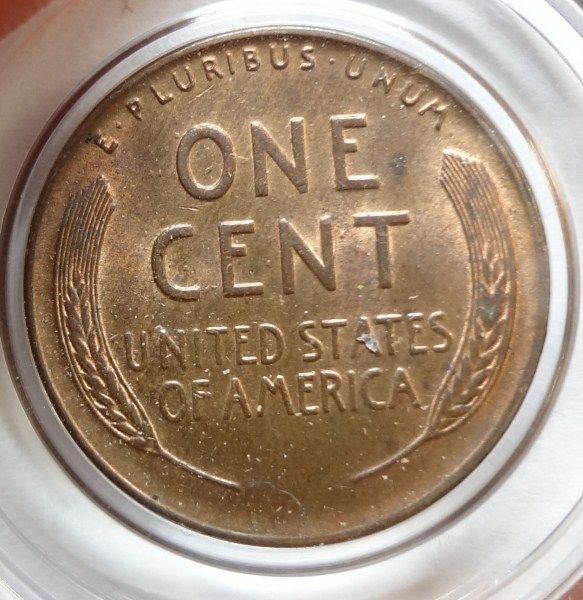 E · PLURIBUS · UNUM
ONE
CENT
UNITED STATES
OF AMERICA